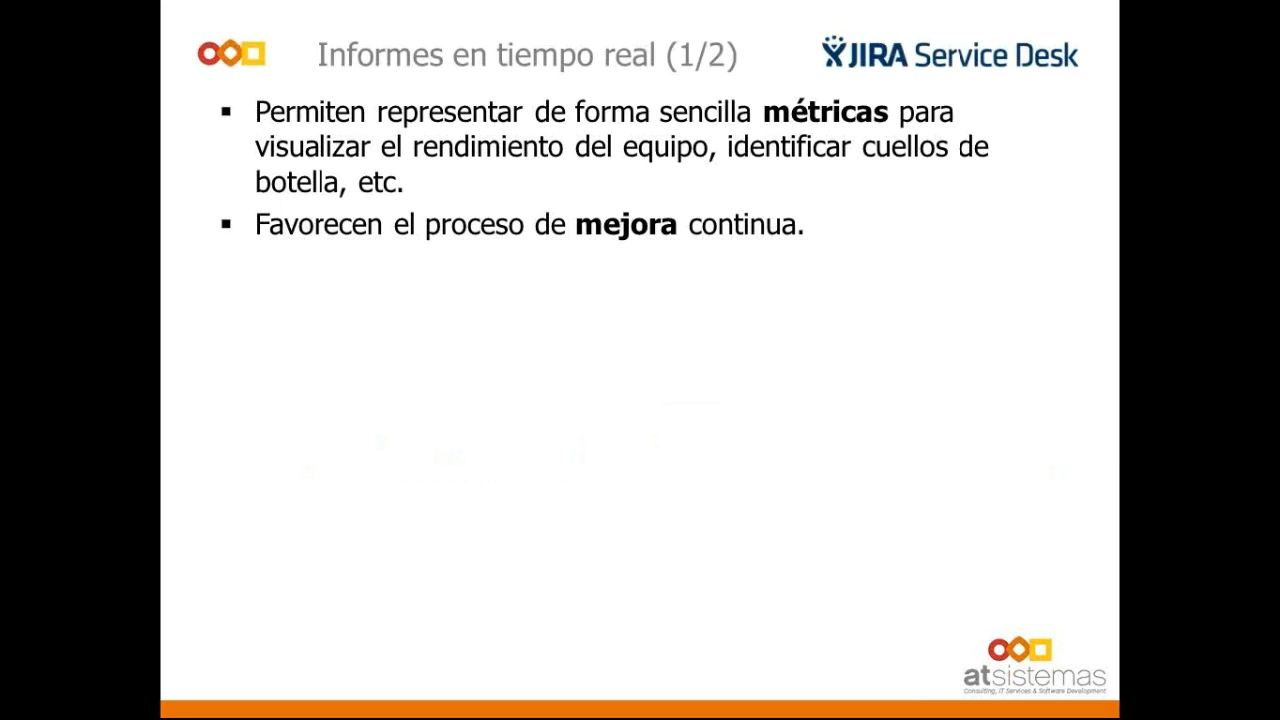 Informes en tiempo real (1/2)
JIRA Service Desk
▪ Permiten representar de forma sencilla métricas para
visualizar el rendimiento del equipo, identificar cuellos de
botella, etc.
▪ Favorecen el proceso de mejora continua.
atsistemas
Consulting, IT Services & Software Development